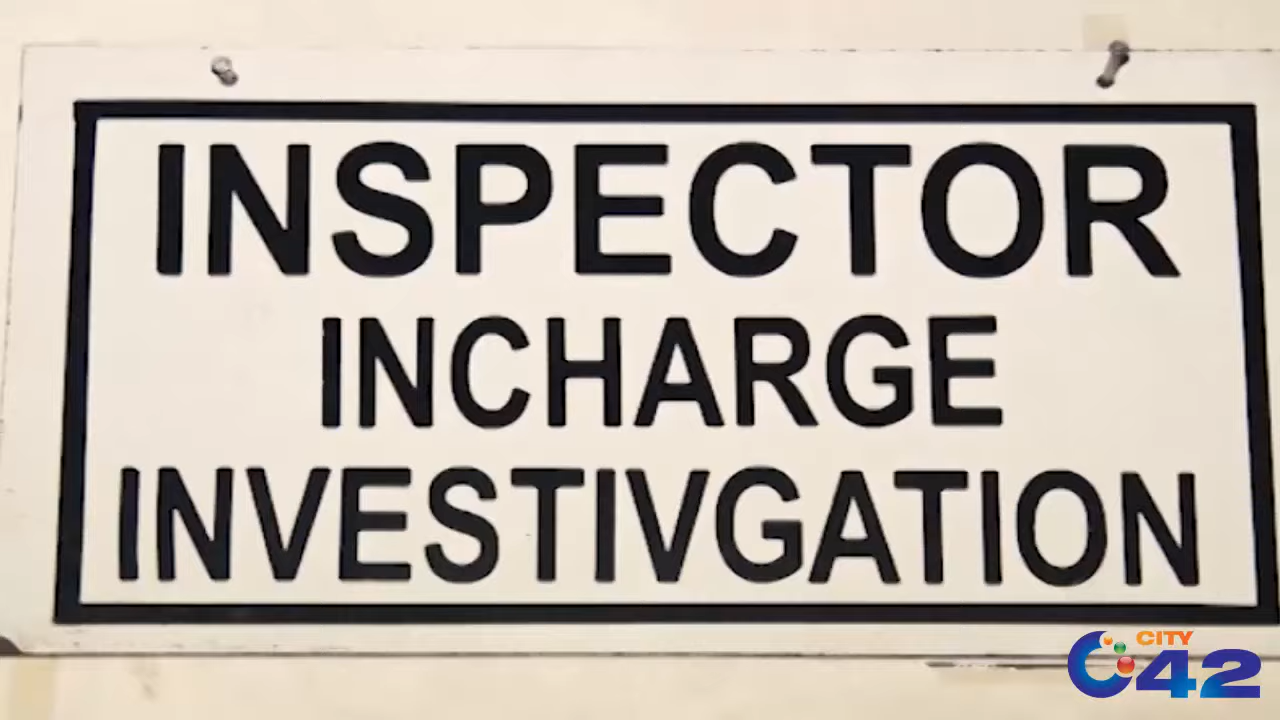 INSPECTOR
INCHARGE
INVESTIVGATION
CITY
42